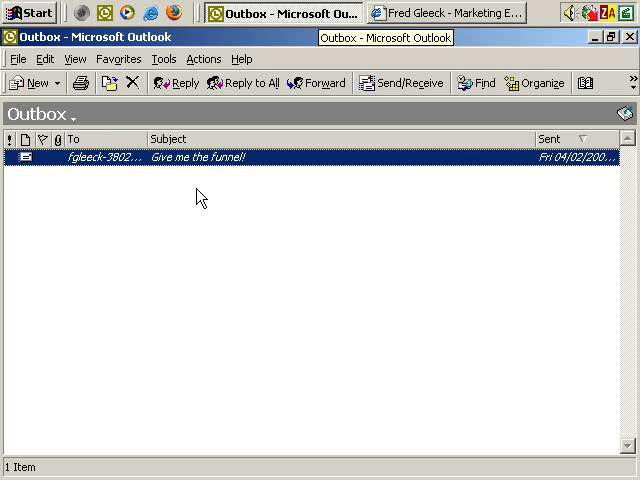 Start Outbox - Microsoft Ou... Fred Gleeck - Marketing E... ZA
Outbox - Microsoft Outlook Outbox - Microsoft Outlook
File Edit View Favorites Tools Actions Help
New Reply Reply to All Forward Send/Receive Find Organize »
Outbox
! To Subject Sent
fgleeck-3802... Give me the funnel! Fri 04/02/200...
1 Item